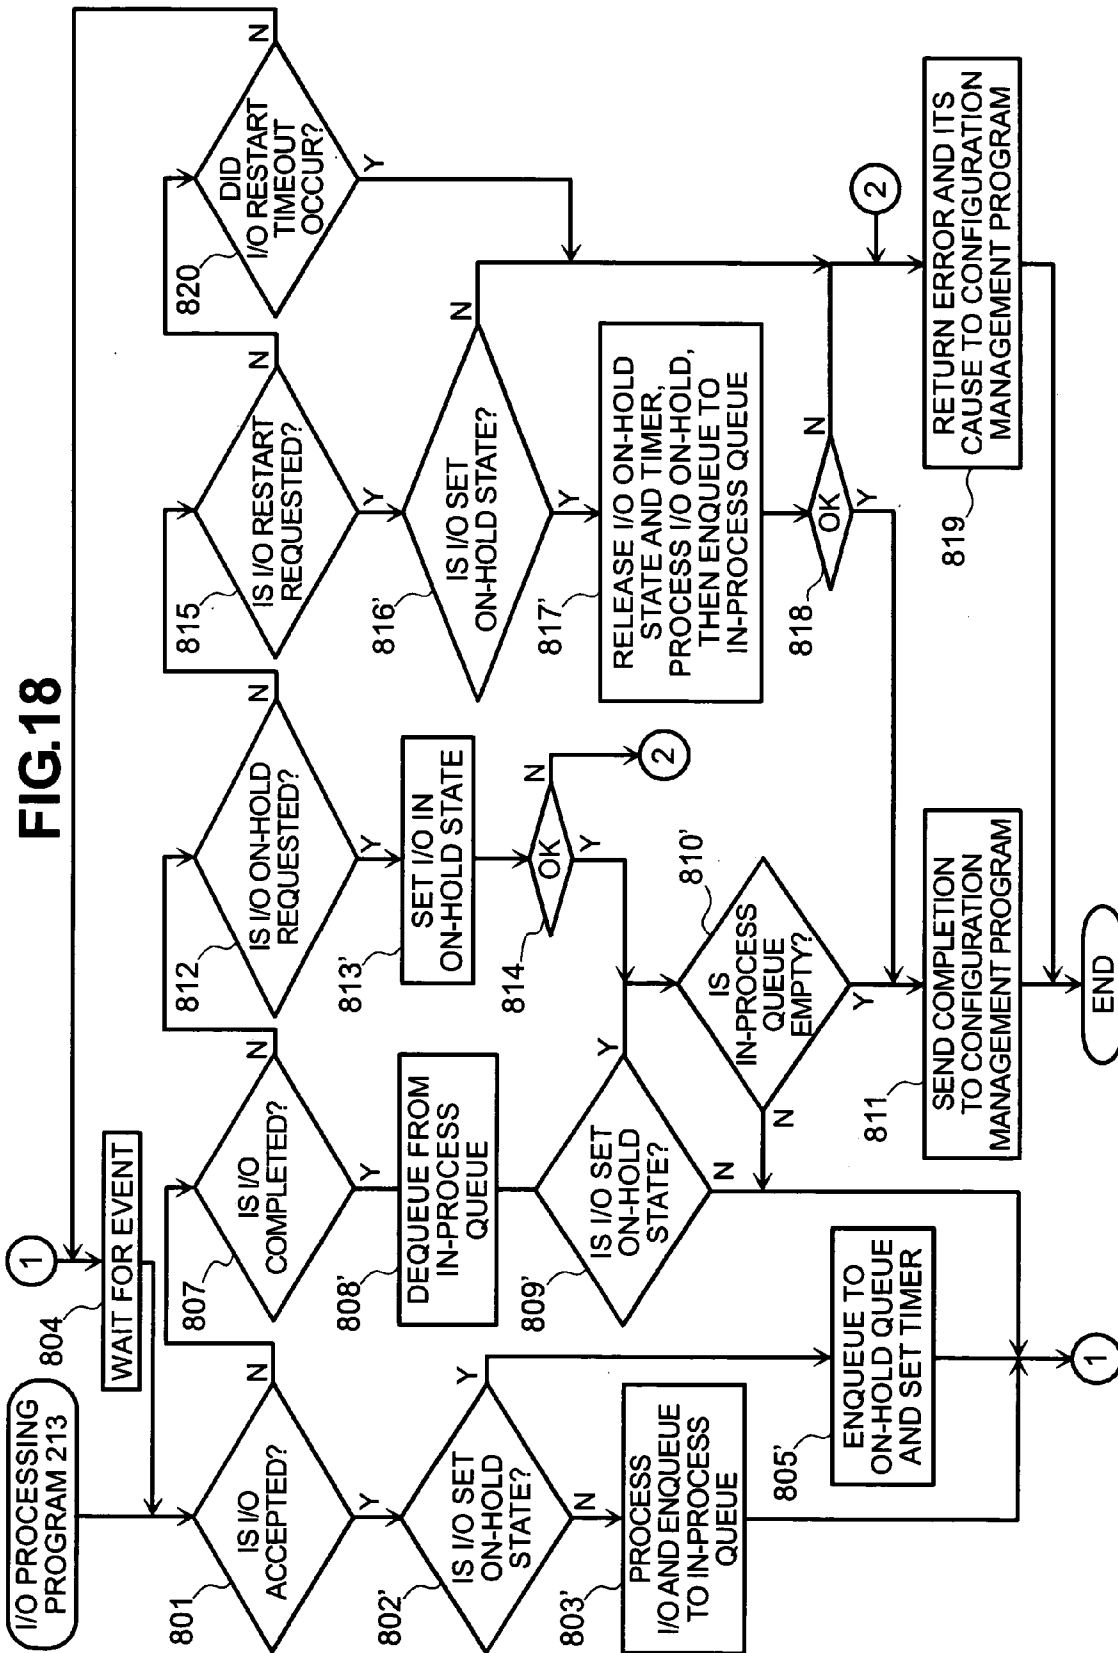 FIG.18
I/O PROCESSING
PROGRAM 213
1
804
WAIT FOR EVENT
801
IS I/O
ACCEPTED?
N
Y
802'
IS I/O SET
ON-HOLD
STATE?
Y
N
803'
PROCESS
I/O AND ENQUEUE
TO IN-PROCESS
QUEUE
805'
ENQUEUE TO
ON-HOLD QUEUE
AND SET TIMER
1
807
IS I/O
COMPLETED?
N
Y
808'
DEQUEUE FROM
IN-PROCESS
QUEUE
809'
IS I/O SET
ON-HOLD
STATE?
Y
N
812
IS I/O ON-HOLD
REQUESTED?
N
Y
813'
SET I/O IN
ON-HOLD STATE
814
OK
N
Y
2
810'
IS
IN-PROCESS
QUEUE
EMPTY?
N
Y
811
SEND COMPLETION
TO CONFIGURATION
MANAGEMENT PROGRAM
815
IS I/O RESTART
REQUESTED?
N
Y
816'
IS I/O SET
ON-HOLD STATE?
N
Y
817'
RELEASE I/O ON-HOLD
STATE AND TIMER,
PROCESS I/O ON-HOLD,
THEN ENQUEUE TO
IN-PROCESS QUEUE
818
OK
N
Y
820
DID
I/O RESTART
TIMEOUT
OCCUR?
N
Y
2
819
RETURN ERROR AND ITS
CAUSE TO CONFIGURATION
MANAGEMENT PROGRAM
END